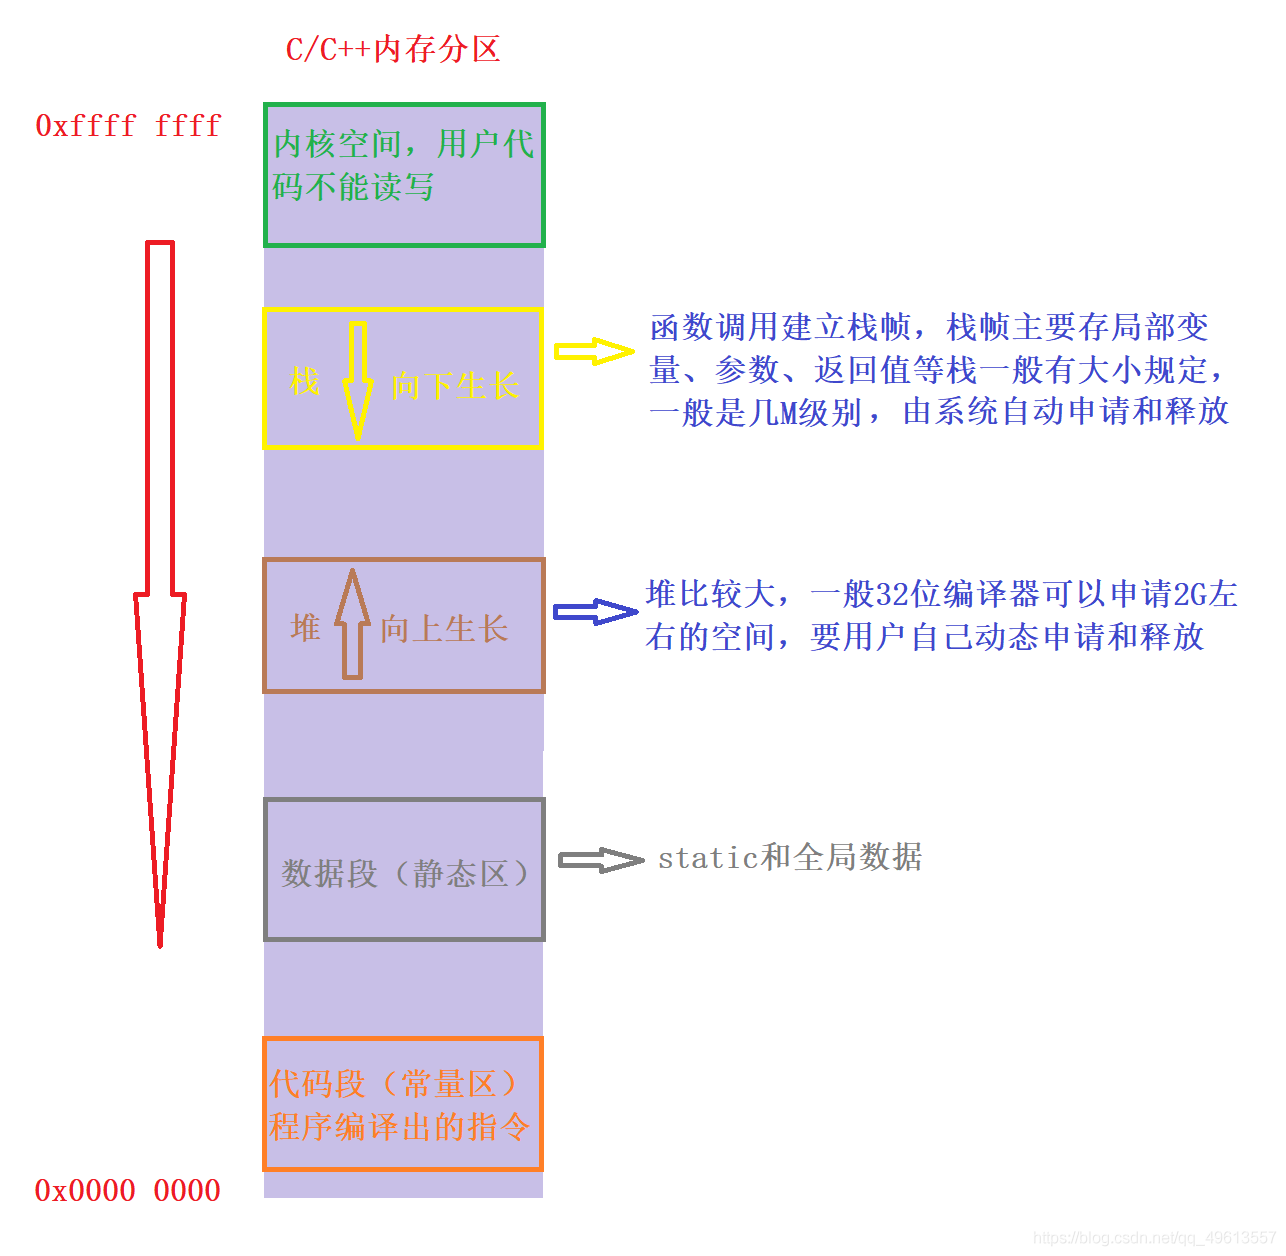 C/C++内存分区
0xffff ffff
内核空间，用户代
码不能读写
栈
向下生长
函数调用建立栈帧，栈帧主要存局部变
量、参数、返回值等栈一般有大小规定，
一般是几M级别，由系统自动申请和释放
堆
向上生长
堆比较大，一般32位编译器可以申请2G左
右的空间，要用户自己动态申请和释放
数据段（静态区）
static和全局数据
代码段（常量区）
程序编译出的指令
0x0000 0000
https://blog.csdn.net/qq_49613557